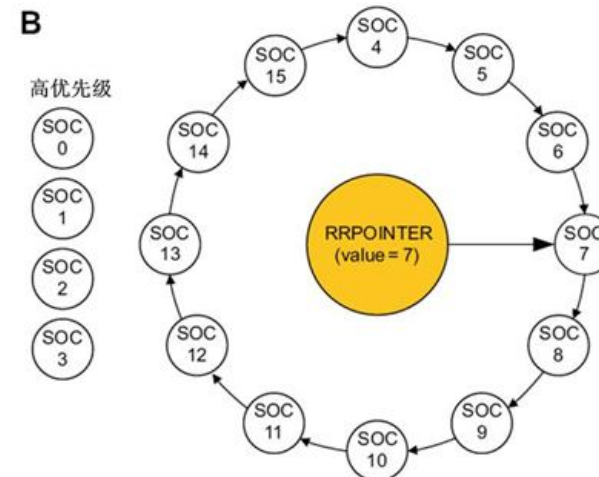 B
高优先级
SOC
0
SOC
1
SOC
2
SOC
3
SOC
4
SOC
5
SOC
6
SOC
7
SOC
8
SOC
9
SOC
10
SOC
11
SOC
12
SOC
13
SOC
14
SOC
15
RRPOINTER
(value = 7)